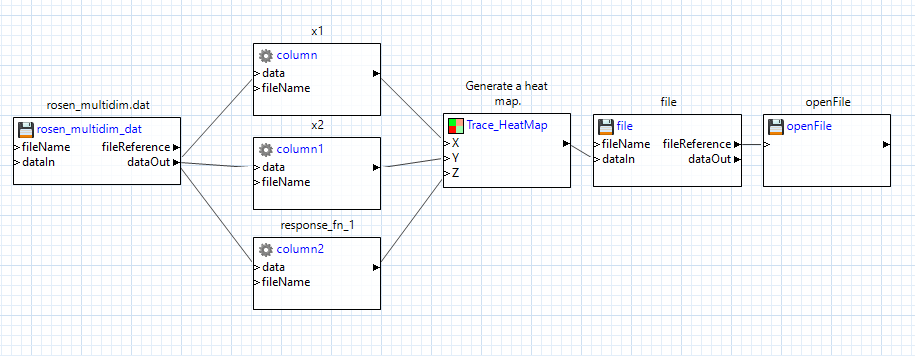 rosen_multidim.dat
rosen_multidim_dat
fileName
fileReference
dataIn
dataOut
x1
column
data
fileName
x2
column1
data
fileName
response_fn_1
column2
data
fileName
Generate a heat
map.
Trace_HeatMap
X
Y
Z
file
file
fileName
fileReference
dataIn
dataOut
openFile
openFile